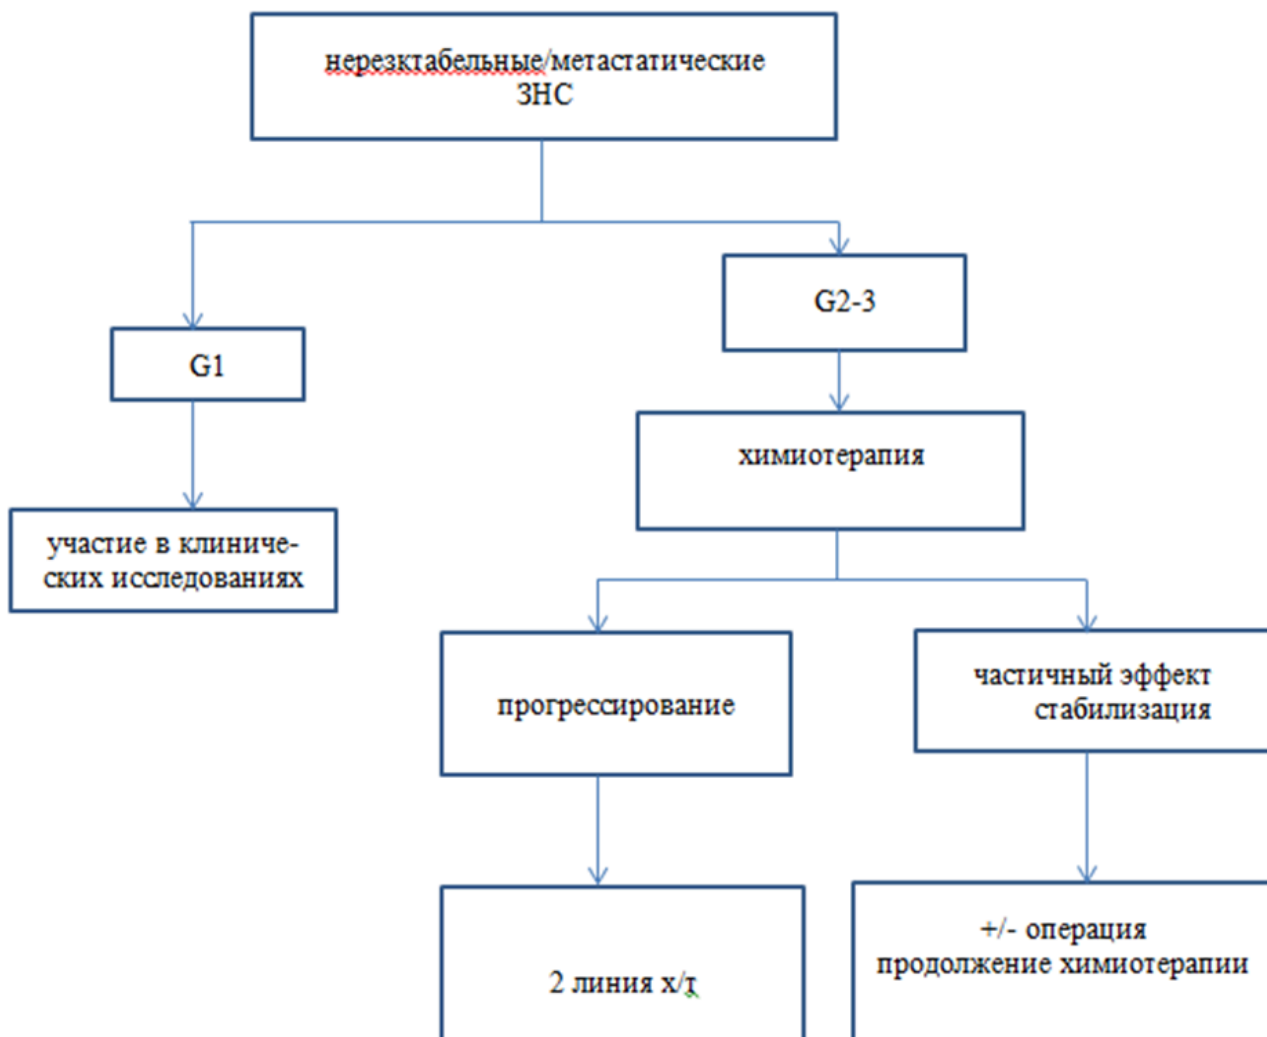 нерезктабельные/метастатические
ЗНС
G2-3
G1
химиотерапия
участие в клиниче-
ских исследованиях
прогрессирование
частичный эффект
стабилизация
2 линия х/т
+/- операция
продолжение химиотерапии